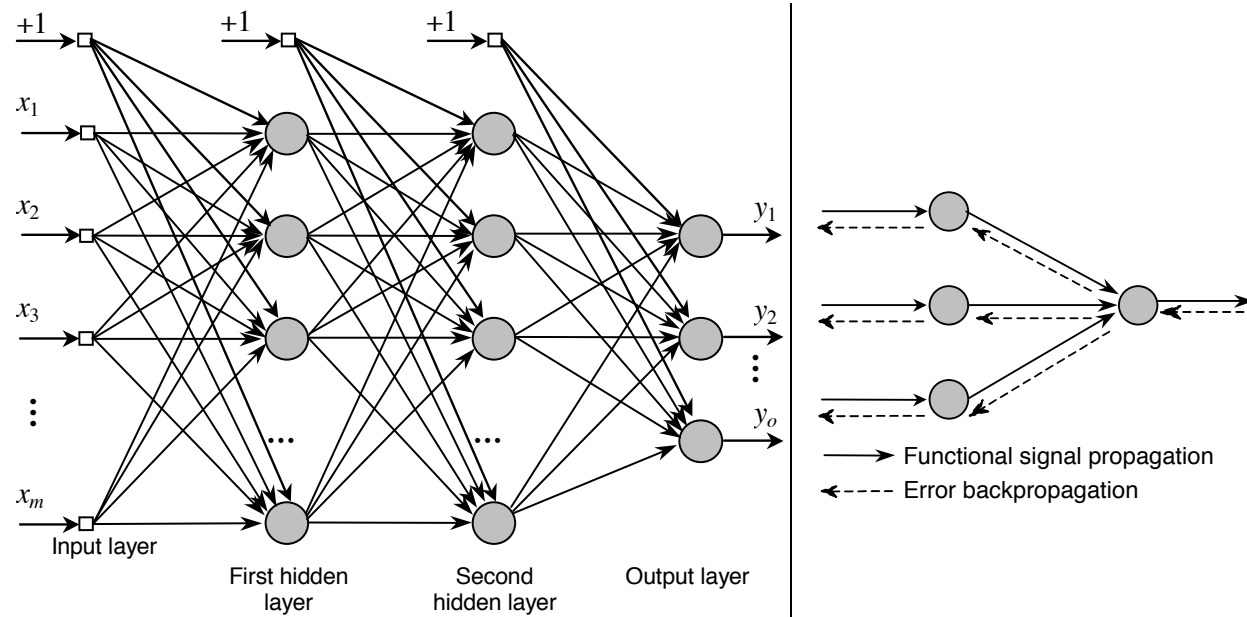 +1
+1
+1
x1
x2
x3
⋮
xm
...
...
y1
y2
⋮
yo
Input layer
First hidden
layer
Second
hidden layer
Output layer
Functional signal propagation
Error backpropagation